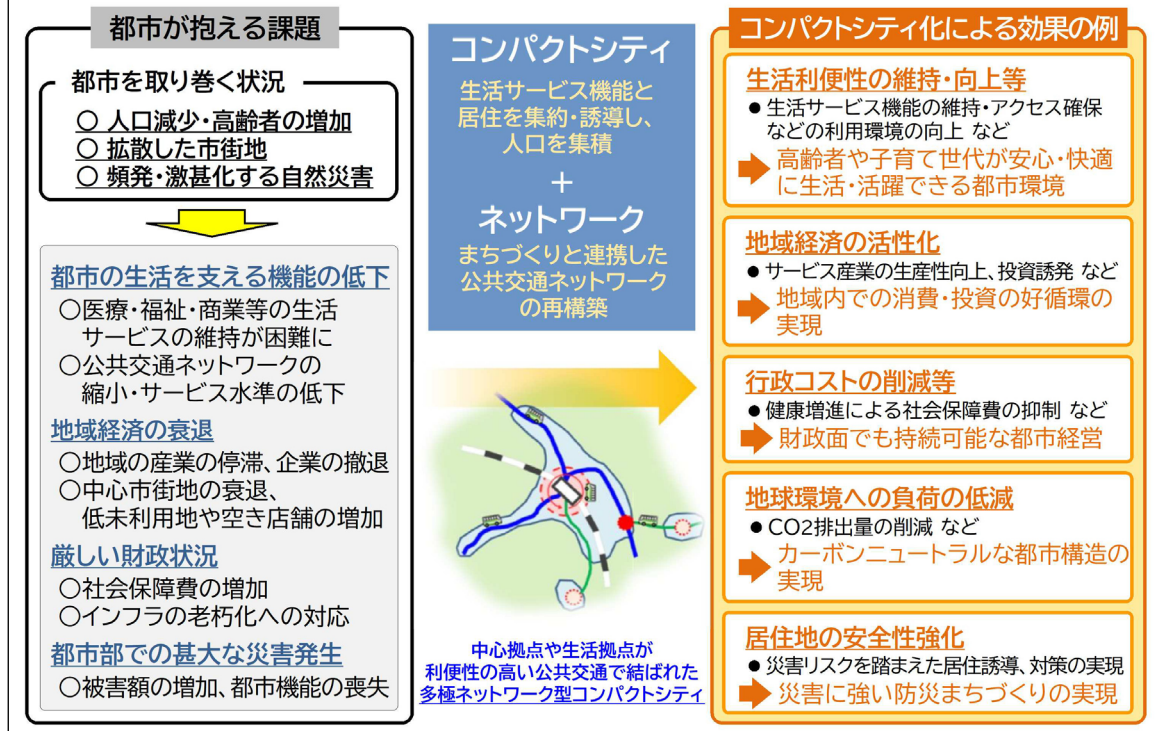 都市が抱える課題
都市を取り巻く状況
○ 人口減少・高齢者の増加
○ 拡散した市街地
○ 頻発・激甚化する自然災害
都市の生活を支える機能の低下
○医療・福祉・商業等の生活
サービスの維持が困難に
○公共交通ネットワークの
縮小・サービス水準の低下
地域経済の衰退
○地域の産業の停滞、企業の撤退
○中心市街地の衰退、
低未利用地や空き店舗の増加
厳しい財政状況
○社会保障費の増加
○インフラの老朽化への対応
都市部での甚大な災害発生
○被害額の増加、都市機能の喪失
コンパクトシティ
生活サービス機能と
居住を集約・誘導し、
人口を集積
+
ネットワーク
まちづくりと連携した
公共交通ネットワーク
の再構築
中心拠点や生活拠点が
利便性の高い公共交通で結ばれた
多極ネットワーク型コンパクトシティ
コンパクトシティ化による効果の例
生活利便性の維持・向上等
● 生活サービス機能の維持・アクセス確保
などの利用環境の向上 など
高齢者や子育て世代が安心・快適
に生活・活躍できる都市環境
地域経済の活性化
● サービス産業の生産性向上、投資誘発 など
地域内での消費・投資の好循環の
実現
行政コストの削減等
● 健康増進による社会保障費の抑制 など
財政面でも持続可能な都市経営
地球環境への負荷の低減
● CO2排出量の削減 など
カーボンニュートラルな都市構造の
実現
居住地の安全性強化
● 災害リスクを踏まえた居住誘導、対策の実現
災害に強い防災まちづくりの実現